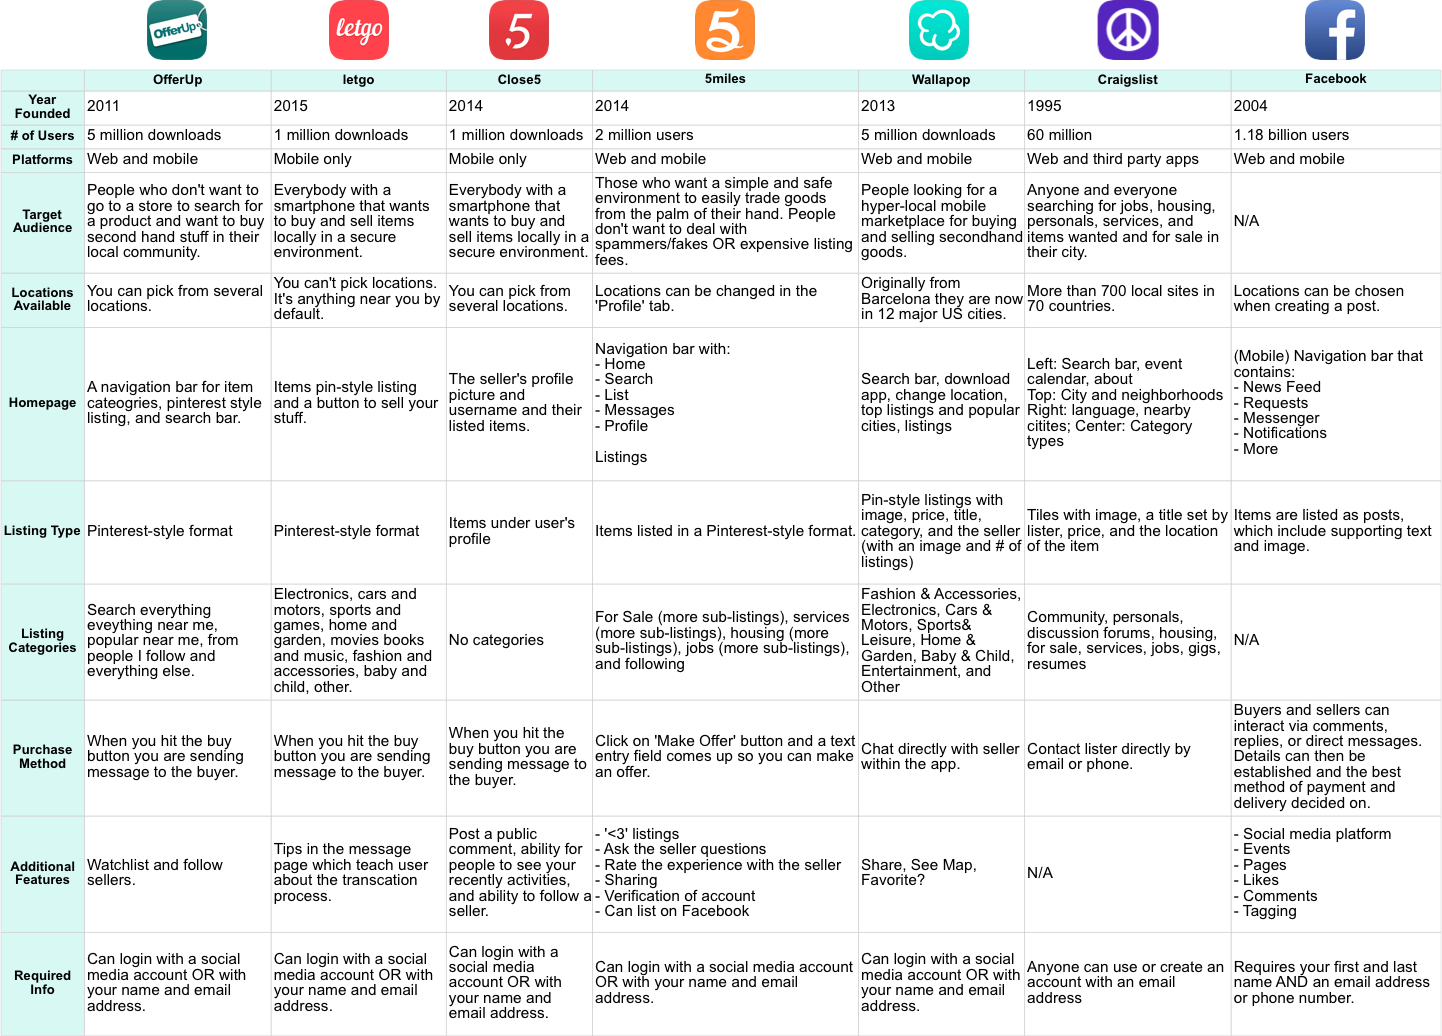 OfferUp
letgo
5
5
f
OfferUp letgo Close5 5miles Wallapop Craigslist Facebook
Year
Founded
2011
2015
2014
2014
2013
1995
2004
# of Users
5 million downloads
1 million downloads
1 million downloads
2 million users
5 million downloads
60 million
1.18 billion users
Platforms
Web and mobile
Mobile only
Mobile only
Web and mobile
Web and mobile
Web and third party apps
Web and mobile
Target
Audience
People who don't want to
go to a store to search for
a product and want to buy
second hand stuff in their
local community.
Everybody with a
smartphone that wants
to buy and sell items
locally in a secure
environment.
Everybody with a
smartphone that
wants to buy and
sell items locally in a
secure environment.
Those who want a simple and safe
environment to easily trade goods
from the palm of their hand. People
don't want to deal with
spammers/fakes OR expensive listing
fees.
People looking for a
hyper-local mobile
marketplace for buying
and selling secondhand
goods.
Anyone and everyone
searching for jobs, housing,
personals, services, and
items wanted and for sale in
their city.
N/A
Locations
Available
You can pick from several
locations.
You can't pick locations.
It's anything near you by
default.
You can pick from
several locations.
Locations can be changed in the
'Profile' tab.
Originally from
Barcelona they are now
in 12 major US cities.
More than 700 local sites in
70 countries.
Locations can be chosen
when creating a post.
Homepage
A navigation bar for item
cateogries, pinterest style
listing, and search bar.
Items pin-style listing
and a button to sell your
stuff.
The seller's profile
picture and
username and their
listed items.
Navigation bar with:
- Home
- Search
- List
- Messages
- Profile
Listings
Search bar, download
app, change location,
top listings and popular
cities, listings
Left: Search bar, event
calendar, about
Top: City and neighborhoods
Right: language, nearby
citites; Center: Category
types
(Mobile) Navigation bar that
contains:
- News Feed
- Requests
- Messenger
- Notifications
- More
Listing Type
Pinterest-style format
Pinterest-style format
Items under user's
profile
Items listed in a Pinterest-style format.
Pin-style listings with
image, price, title,
category, and the seller
(with an image and # of
listings)
Tiles with image, a title set by
lister, price, and the location
of the item
Items are listed as posts,
which include supporting text
and image.
Listing
Categories
Search everything
eveything near me,
popular near me, from
people I follow and
everything else.
Electronics, cars and
motors, sports and
games, home and
garden, movies books
and music, fashion and
accessories, baby and
child, other.
No categories
For Sale (more sub-listings), services
(more sub-listings), housing (more
sub-listings), jobs (more sub-listings),
and following
Fashion & Accessories,
Electronics, Cars &
Motors, Sports&
Leisure, Home &
Garden, Baby & Child,
Entertainment, and
Other
Community, personals,
discussion forums, housing,
for sale, services, jobs, gigs,
resumes
N/A
Purchase
Method
When you hit the buy
button you are sending
message to the buyer.
When you hit the buy
button you are sending
message to the buyer.
When you hit the
buy button you are
sending message to
the buyer.
Click on 'Make Offer' button and a text
entry field comes up so you can make
an offer.
Chat directly with seller
within the app.
Contact lister directly by
email or phone.
Buyers and sellers can
interact via comments,
replies, or direct messages.
Details can then be
established and the best
method of payment and
delivery decided on.
Additional
Features
Watchlist and follow
sellers.
Tips in the message
page which teach user
about the transcation
process.
Post a public
comment, ability for
people to see your
recently activities,
and ability to follow a
seller.
- '<3' listings
- Ask the seller questions
- Rate the experience with the seller
- Sharing
- Verification of account
- Can list on Facebook
Share, See Map,
Favorite?
N/A
- Social media platform
- Events
- Pages
- Likes
- Comments
- Tagging
Required
Info
Can login with a social
media account OR with
your name and email
address.
Can login with a social
media account OR with
your name and email
address.
Can login with a
social media
account OR with
your name and
email address.
Can login with a social media account
OR with your name and email
address.
Can login with a social
media account OR with
your name and email
address.
Anyone can use or create an
account with an email
address
Requires your first and last
name AND an email address
or phone number.